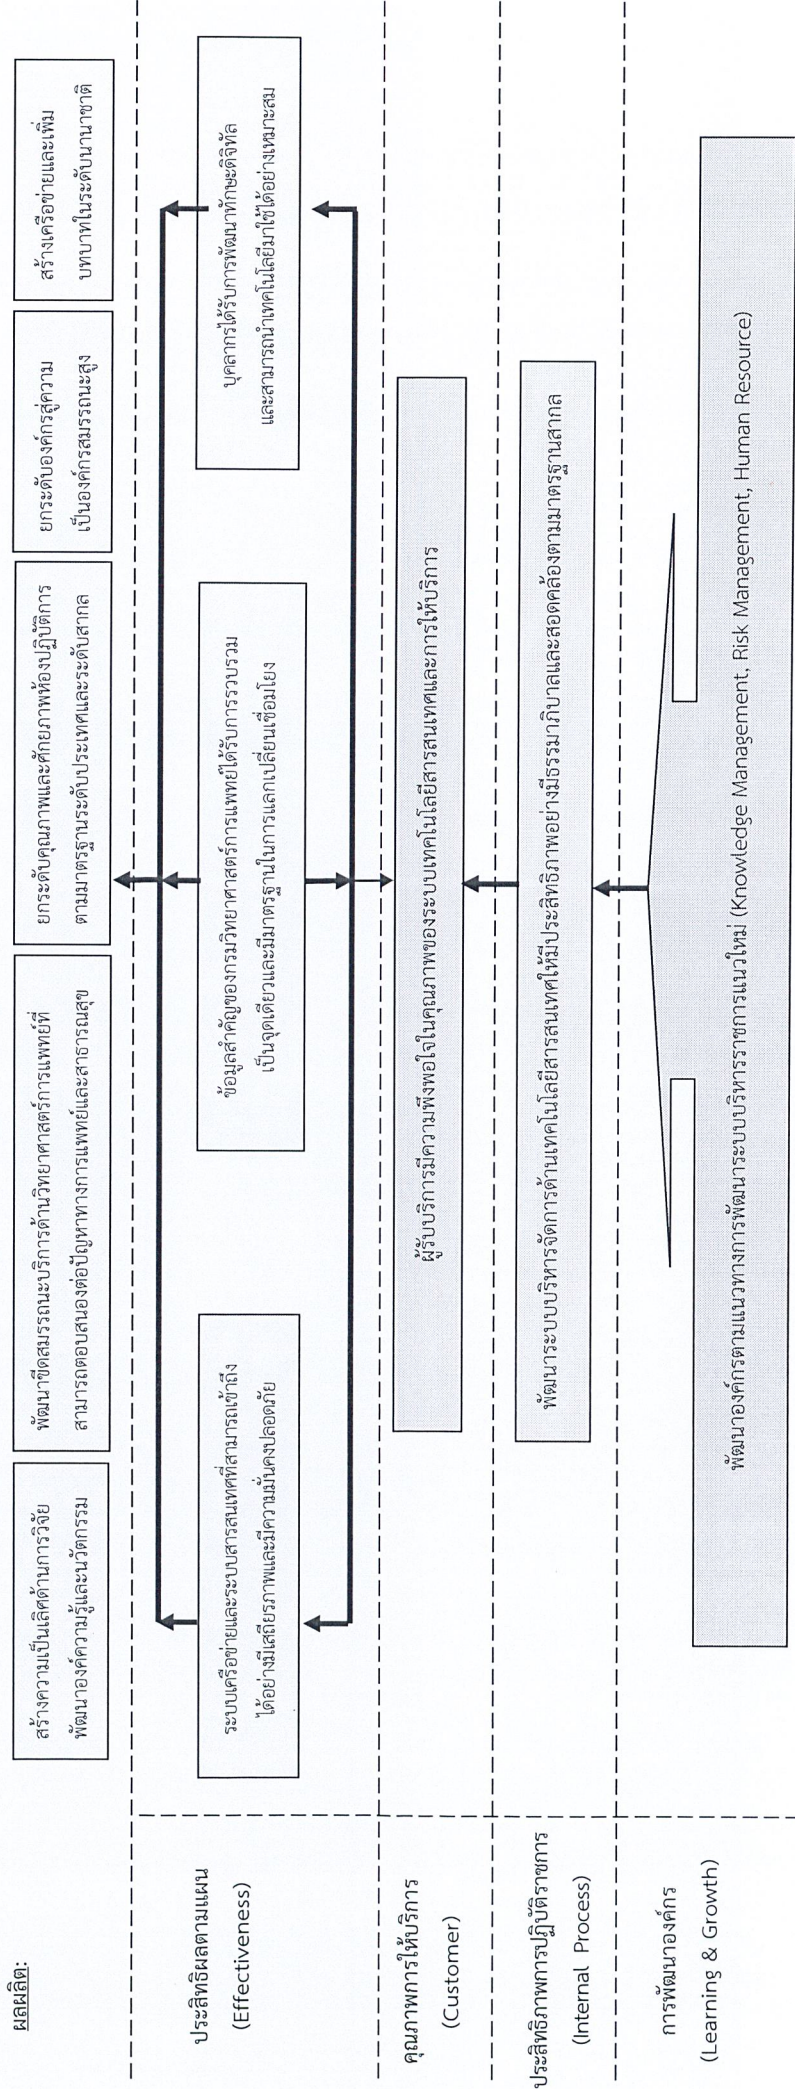 ผลผลิต:
สร้างความเป็นเลิศด้านการวิจัย
พัฒนาองค์ความรู้และนวัตกรรม
พัฒนาขีดสมรรถนะบริการด้านวิทยาศาสตร์การแพทย์ที่
สามารถตอบสนองต่อปัญหาทางการแพทย์และสาธารณสุข
ยกระดับคุณภาพและศักยภาพห้องปฏิบัติการ
ตามมาตรฐานระดับประเทศและระดับสากล
ยกระดับองค์กรสู่ความ
เป็นองค์กรสมรรถนะสูง
สร้างเครือข่ายและเพิ่ม
บทบาทในระดับนานาชาติ
ประสิทธิผลตามแผน
(Effectiveness)
ระบบเครือข่ายและระบบสารสนเทศที่สามารถเข้าถึง
ได้อย่างมีเสถียรภาพและมีความมั่นคงปลอดภัย
ข้อมูลสำคัญของกรมวิทยาศาสตร์การแพทย์ได้รับการรวบรวม
เป็นจุดเดียวและมีมาตรฐานในการแลกเปลี่ยนเชื่อมโยง
บุคลากรได้รับการพัฒนาทักษะดิจิทัล
และสามารถนำเทคโนโลยีมาใช้ได้อย่างเหมาะสม
คุณภาพการให้บริการ
(Customer)
ผู้รับบริการมีความพึงพอใจในคุณภาพของระบบเทคโนโลยีสารสนเทศและการให้บริการ
ประสิทธิภาพการปฏิบัติราชการ
(Internal Process)
พัฒนาระบบบริหารจัดการด้านเทคโนโลยีสารสนเทศให้มีประสิทธิภาพอย่างมีธรรมาภิบาลและสอดคล้องตามมาตรฐานสากล
การพัฒนาองค์กร
(Learning & Growth)
พัฒนาองค์กรตามแนวทางการพัฒนาระบบบริหารราชการแนวใหม่ (Knowledge Management, Risk Management, Human Resource)